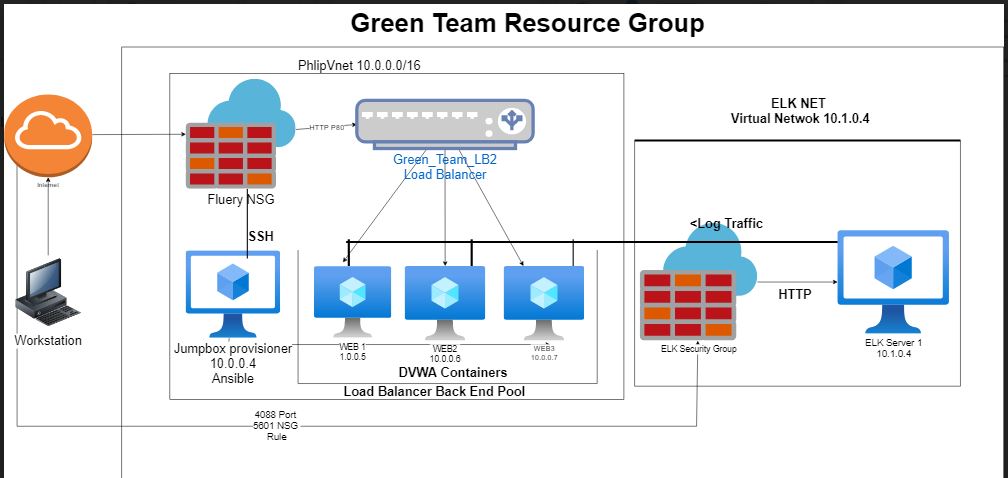 Green Team Resource Group
PhlipVnet 10.0.0.0/16
ELK NET
Virtual Netwok 10.1.0.4
Internet
HTTP P80
Green_Team_LB2
Load Balancer
Fluery NSG
SSH
<Log Traffic
HTTP
Workstation
Jumpbox provisioner
10.0.0.4
Ansible
WEB 1
1.0.0.5
WEB2
10.0.0.6
WEB3
10.0.0.7
ELK Security Group
ELK Server 1
10.1.0.4
DVWA Containers
Load Balancer Back End Pool
4088 Port
5601 NSG
Rule